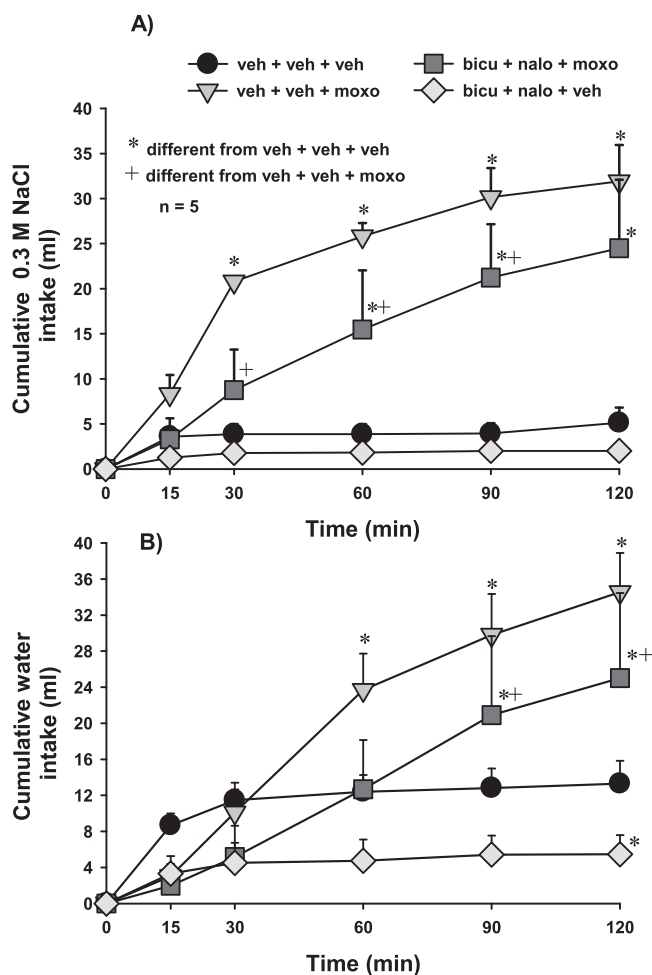 A)
veh + veh + veh
bicu + nalo + moxo
veh + veh + moxo
bicu + nalo + veh
* different from veh + veh + veh
+ different from veh + veh + moxo
n = 5
Cumulative 0.3 M NaCl
intake (ml)
40
35
30
25
20
15
10
5
0
* * * *
+ *+ *+ *
0 15 30 60 90 120
Time (min)
B)
Cumulative water
intake (ml)
40
36
32
28
24
20
16
12
8
4
0
* * *
*+ *+
*
0 15 30 60 90 120
Time (min)